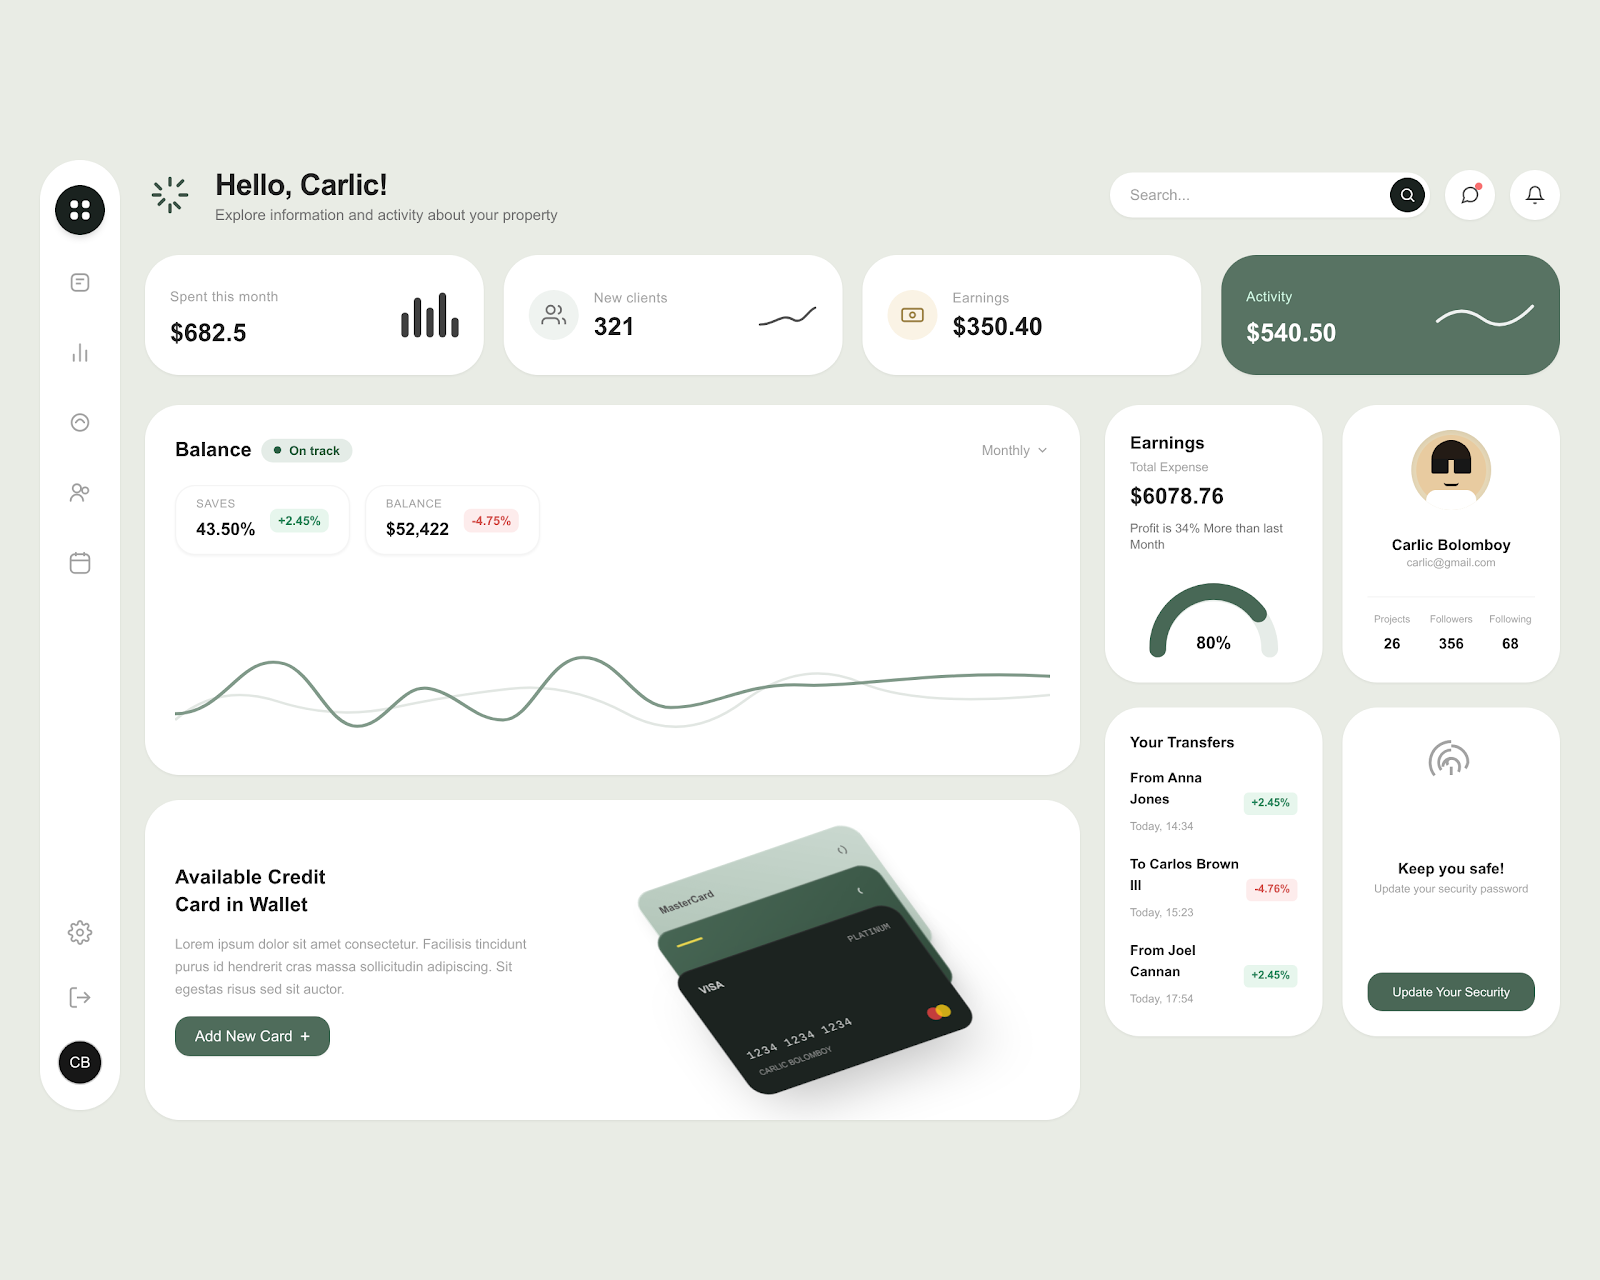 Hello, Carlic!
Explore information and activity about your property
Search...
Spent this month
$682.5
New clients
321
Earnings
$350.40
Activity
$540.50
Balance
On track
Monthly
SAVES
43.50%
+2.45%
BALANCE
$52,422
-4.75%
Earnings
Total Expense
$6078.76
Profit is 34% More than last
Month
80%
Carlic Bolomboy
carlic@gmail.com
Projects
Followers
Following
26
356
68
Available Credit
Card in Wallet
Lorem ipsum dolor sit amet consectetur. Facilisis tincidunt
purus id hendrerit cras massa sollicitudin adipiscing. Sit
egestas risus sed sit auctor.
Add New Card +
MasterCard
PLATINUM
VISA
1234 1234 1234
CARLIC BOLOMBOY
Your Transfers
From Anna
Jones
+2.45%
Today, 14:34
To Carlos Brown
III
-4.76%
Today, 15:23
From Joel
Cannan
+2.45%
Today, 17:54
Keep you safe!
Update your security password
Update Your Security
CB